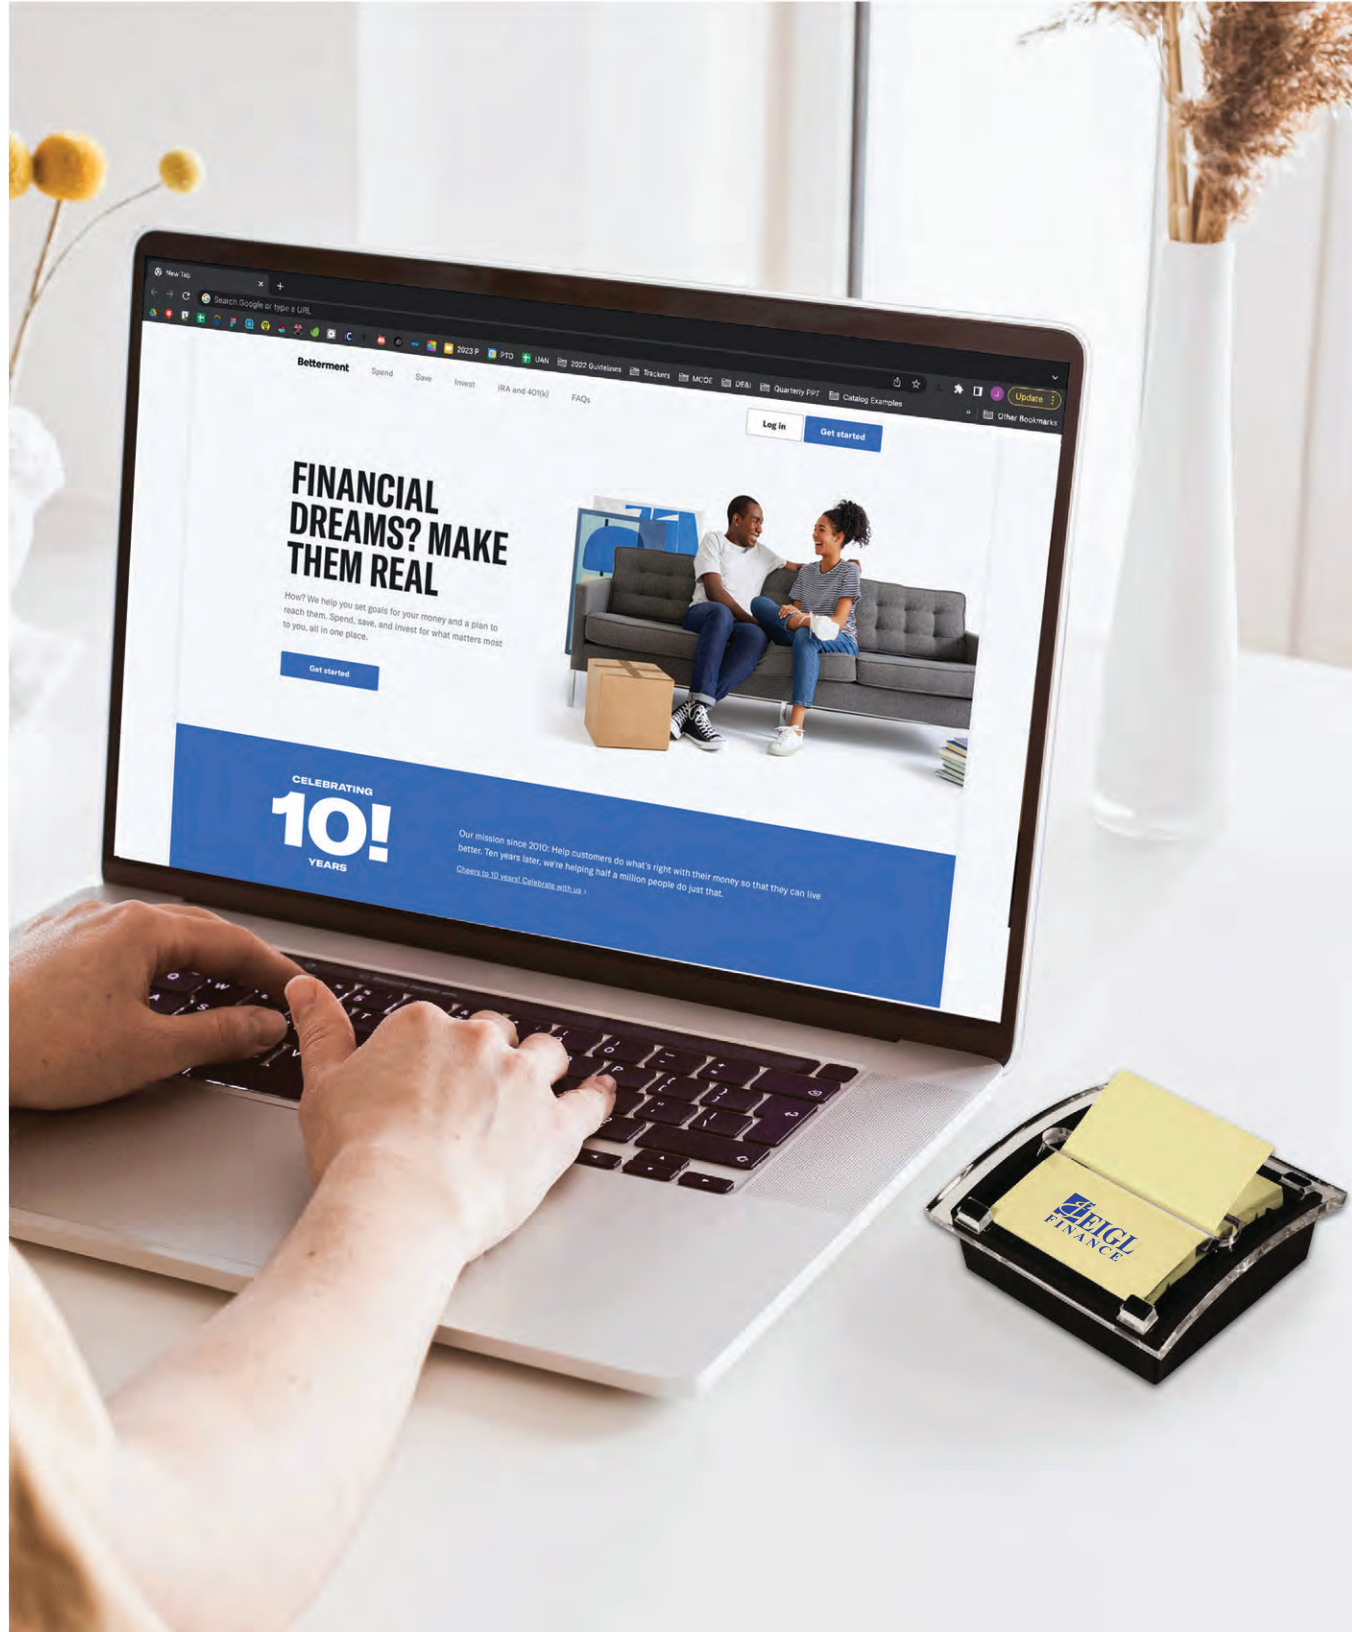 New Tab
Search Google or type a URL
2023 P
PTO
UAN
2022 Guidelines
Trackers
MCOE
DE&I
Quarterly PPT
Catalog Examples
Update
Other Bookmarks
Betterment
Spend
Save
Invest
IRA and 401(k)
FAQs
Log in
Get started
FINANCIAL
DREAMS? MAKE
THEM REAL
How? We help you set goals for your money and a plan to
reach them. Spend, save, and invest for what matters most
to you, all in one place.
Get started
CELEBRATING
10!
YEARS
Our mission since 2010: Help customers do what's right with their money so that they can live
better. Ten years later, we're helping half a million people do just that.
Cheers to 10 years! Celebrate with us ›
FEIGL
FINANCE